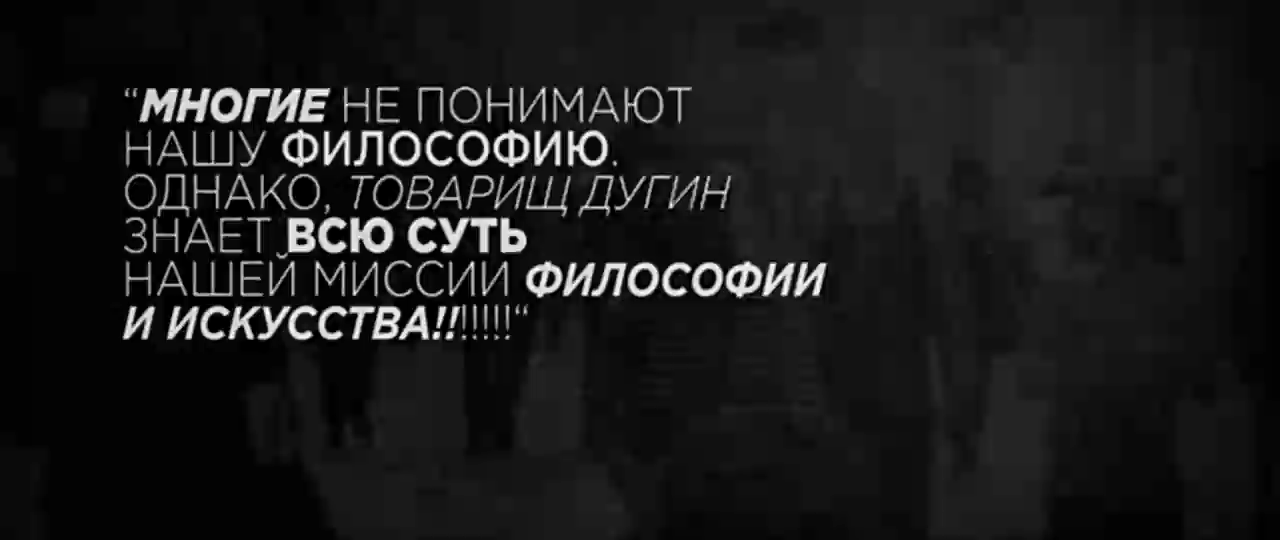 “МНОГИЕ НЕ ПОНИМАЮТ
НАШУ ФИЛОСОФИЮ.
ОДНАКО, ТОВАРИЩ ДУГИН
ЗНАЕТ ВСЮ СУТЬ
НАШЕЙ МИССИИ ФИЛОСОФИИ
И ИСКУССТВА!!!!!!!“